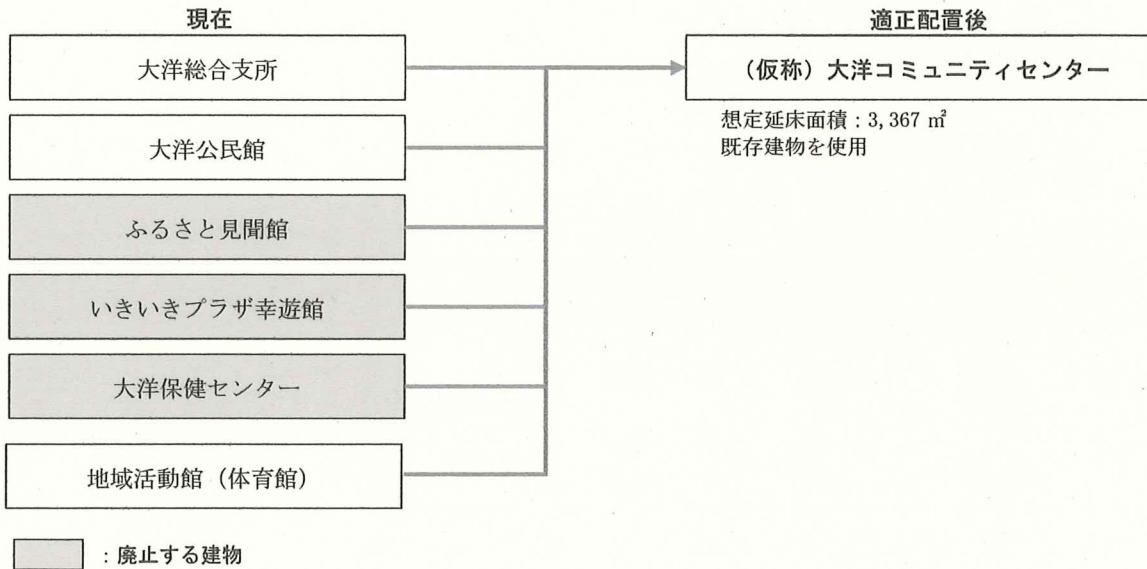 現在
大洋総合支所
大洋公民館
ふるさと見聞館
いきいきプラザ幸遊館
大洋保健センター
地域活動館（体育館）
：廃止する建物
適正配置後
（仮称）大洋コミュニティセンター
想定延床面積：3,367 ㎡
既存建物を使用